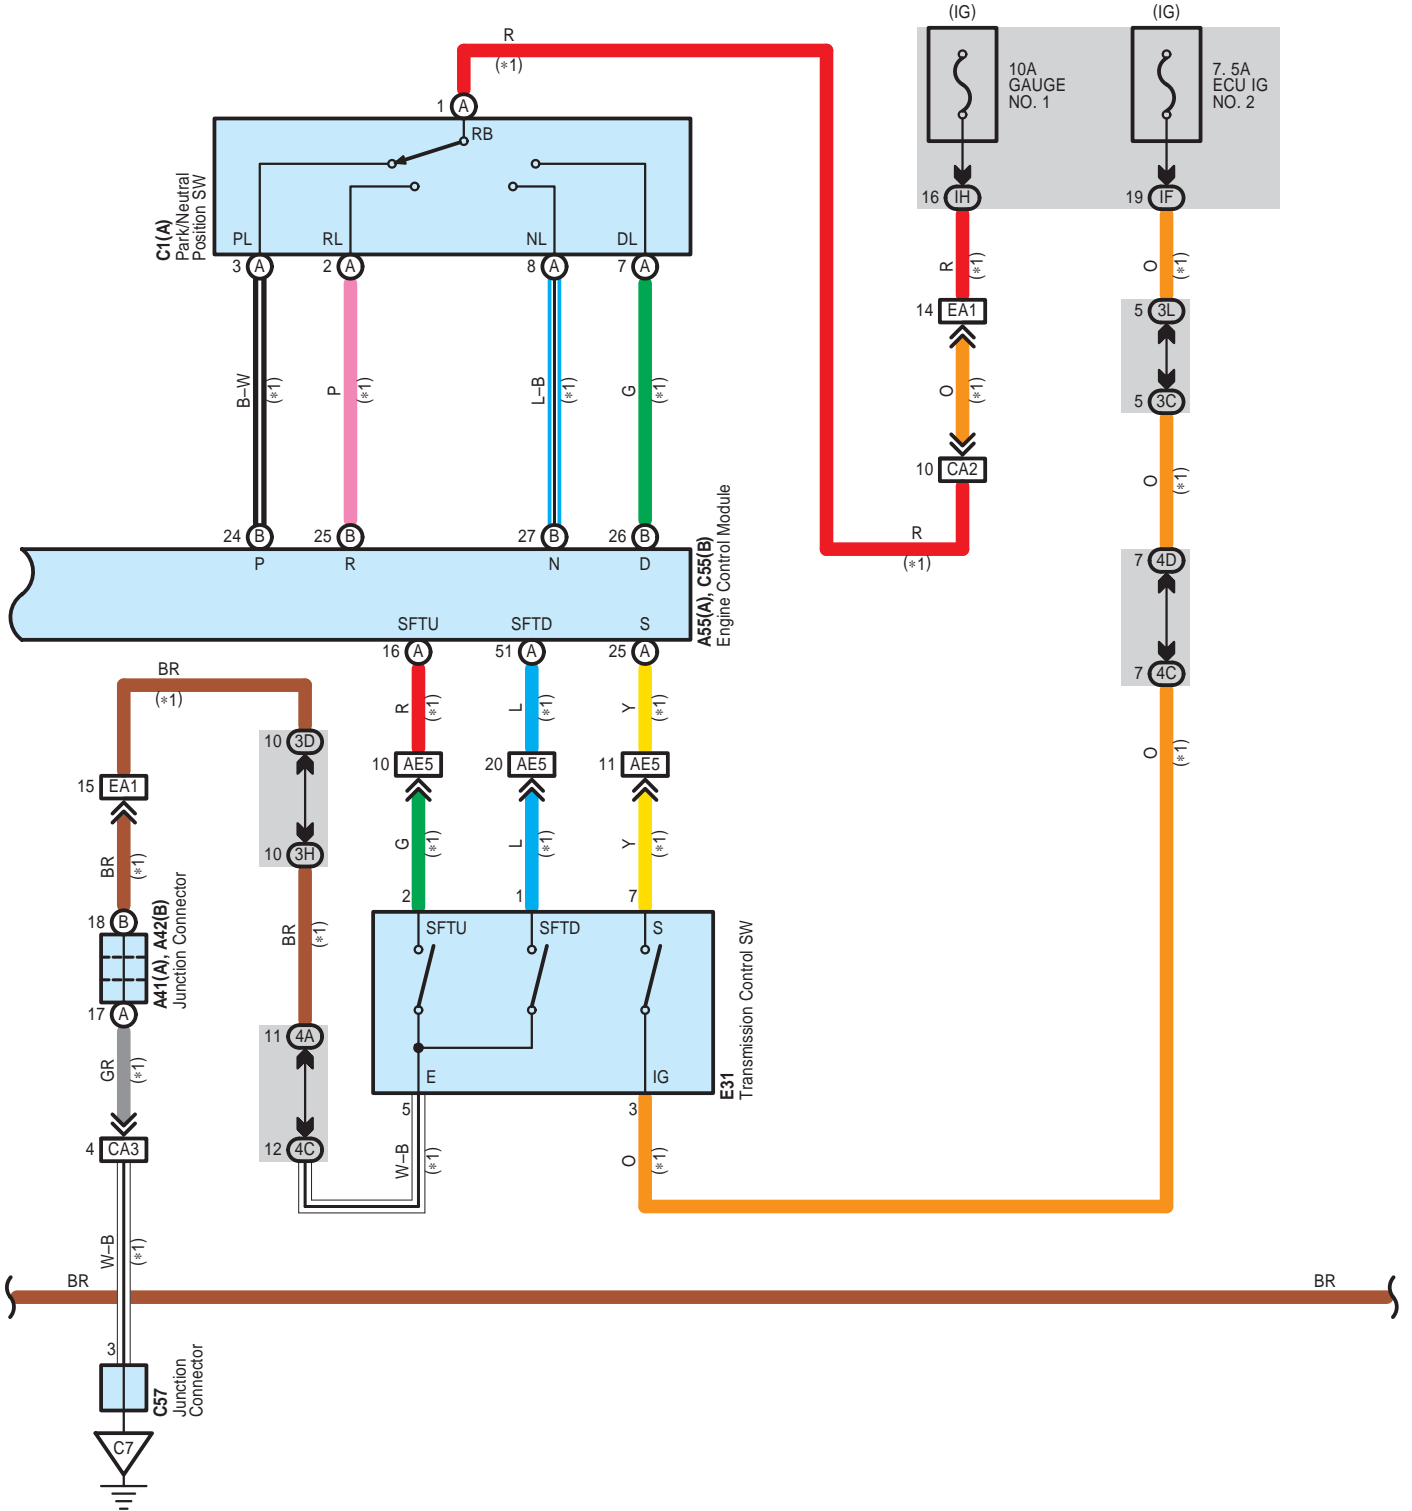 (IG)
(IG)
R
(*1)
10A
GAUGE
NO. 1
7. 5A
ECU IG
NO. 2
1 A
RB
C1(A)
Park/Neutral
Position SW
16 IH
19 IF
PL
RL
NL
DL
3 A
2 A
8 A
7 A
R
(*1)
O
(*1)
14 EA1
5 3L
B–W
(*1)
P
(*1)
L–B
(*1)
G
(*1)
O
(*1)
5 3C
10 CA2
O
(*1)
24 B
25 B
27 B
26 B
R
(*1)
P
R
N
D
7 4D
A55(A), C55(B)
Engine Control Module
SFTU
SFTD
S
16 A
51 A
25 A
7 4C
BR
(*1)
R
(*1)
L
(*1)
Y
(*1)
10 3D
O
(*1)
15 EA1
10 AE5
20 AE5
11 AE5
10 3H
BR
(*1)
G
(*1)
L
(*1)
Y
(*1)
2
1
7
18 B
A41(A), A42(B)
Junction Connector
BR
(*1)
SFTU
SFTD
S
17 A
11 4A
E31
Transmission Control SW
GR
(*1)
E
IG
5
3
4 CA3
12 4C
W–B
(*1)
O
(*1)
W–B
(*1)
BR
BR
3
C57
Junction
Connector
C7